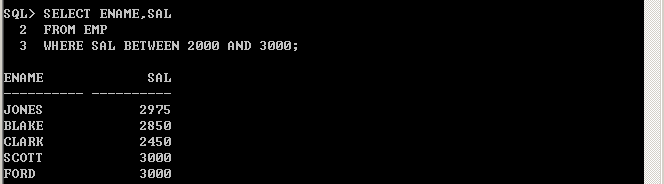 SQL> SELECT ENAME,SAL
  2  FROM EMP
  3  WHERE SAL BETWEEN 2000 AND 3000;

ENAME             SAL
---------- ----------
JONES            2975
BLAKE            2850
CLARK            2450
SCOTT            3000
FORD             3000